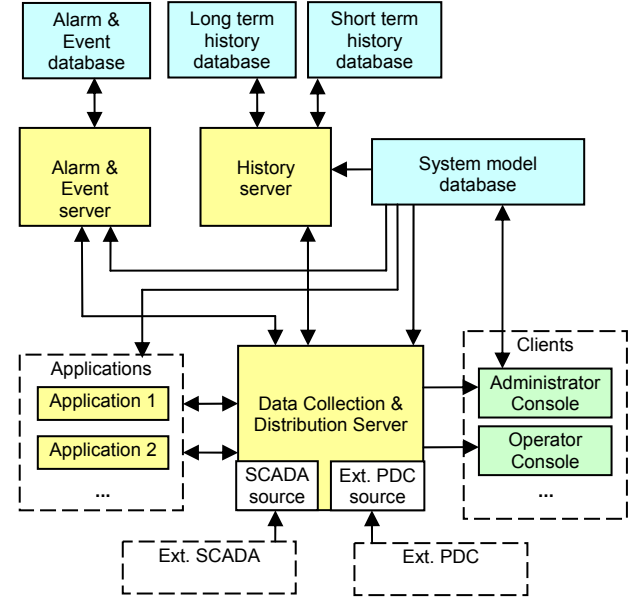 Alarm &
Event
database
Long term
history
database
Short term
history
database
Alarm &
Event
server
History
server
System model
database
Applications
Application 1
Application 2
...
Data Collection &
Distribution Server
SCADA
source
Ext. PDC
source
Clients
Administrator
Console
Operator
Console
...
Ext. SCADA
Ext. PDC